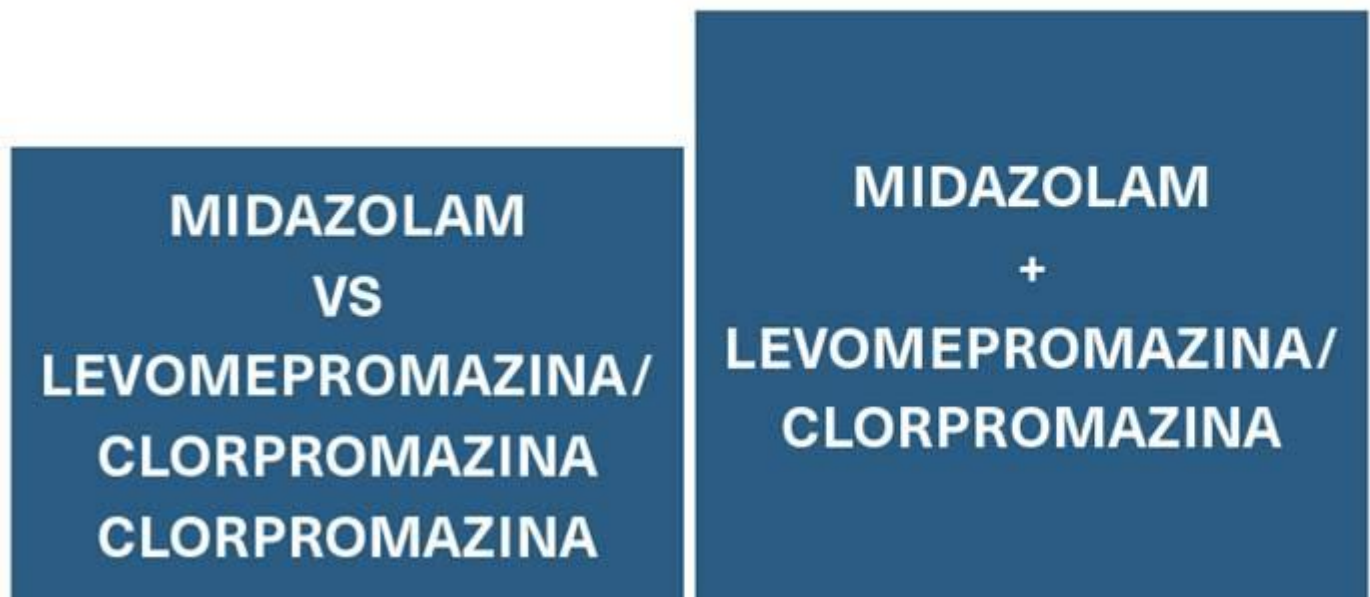 MIDAZOLAM
VS
LEVOMEPROMAZINA/
CLORPROMAZINA
CLORPROMAZINA
MIDAZOLAM
+
LEVOMEPROMAZINA/
CLORPROMAZINA